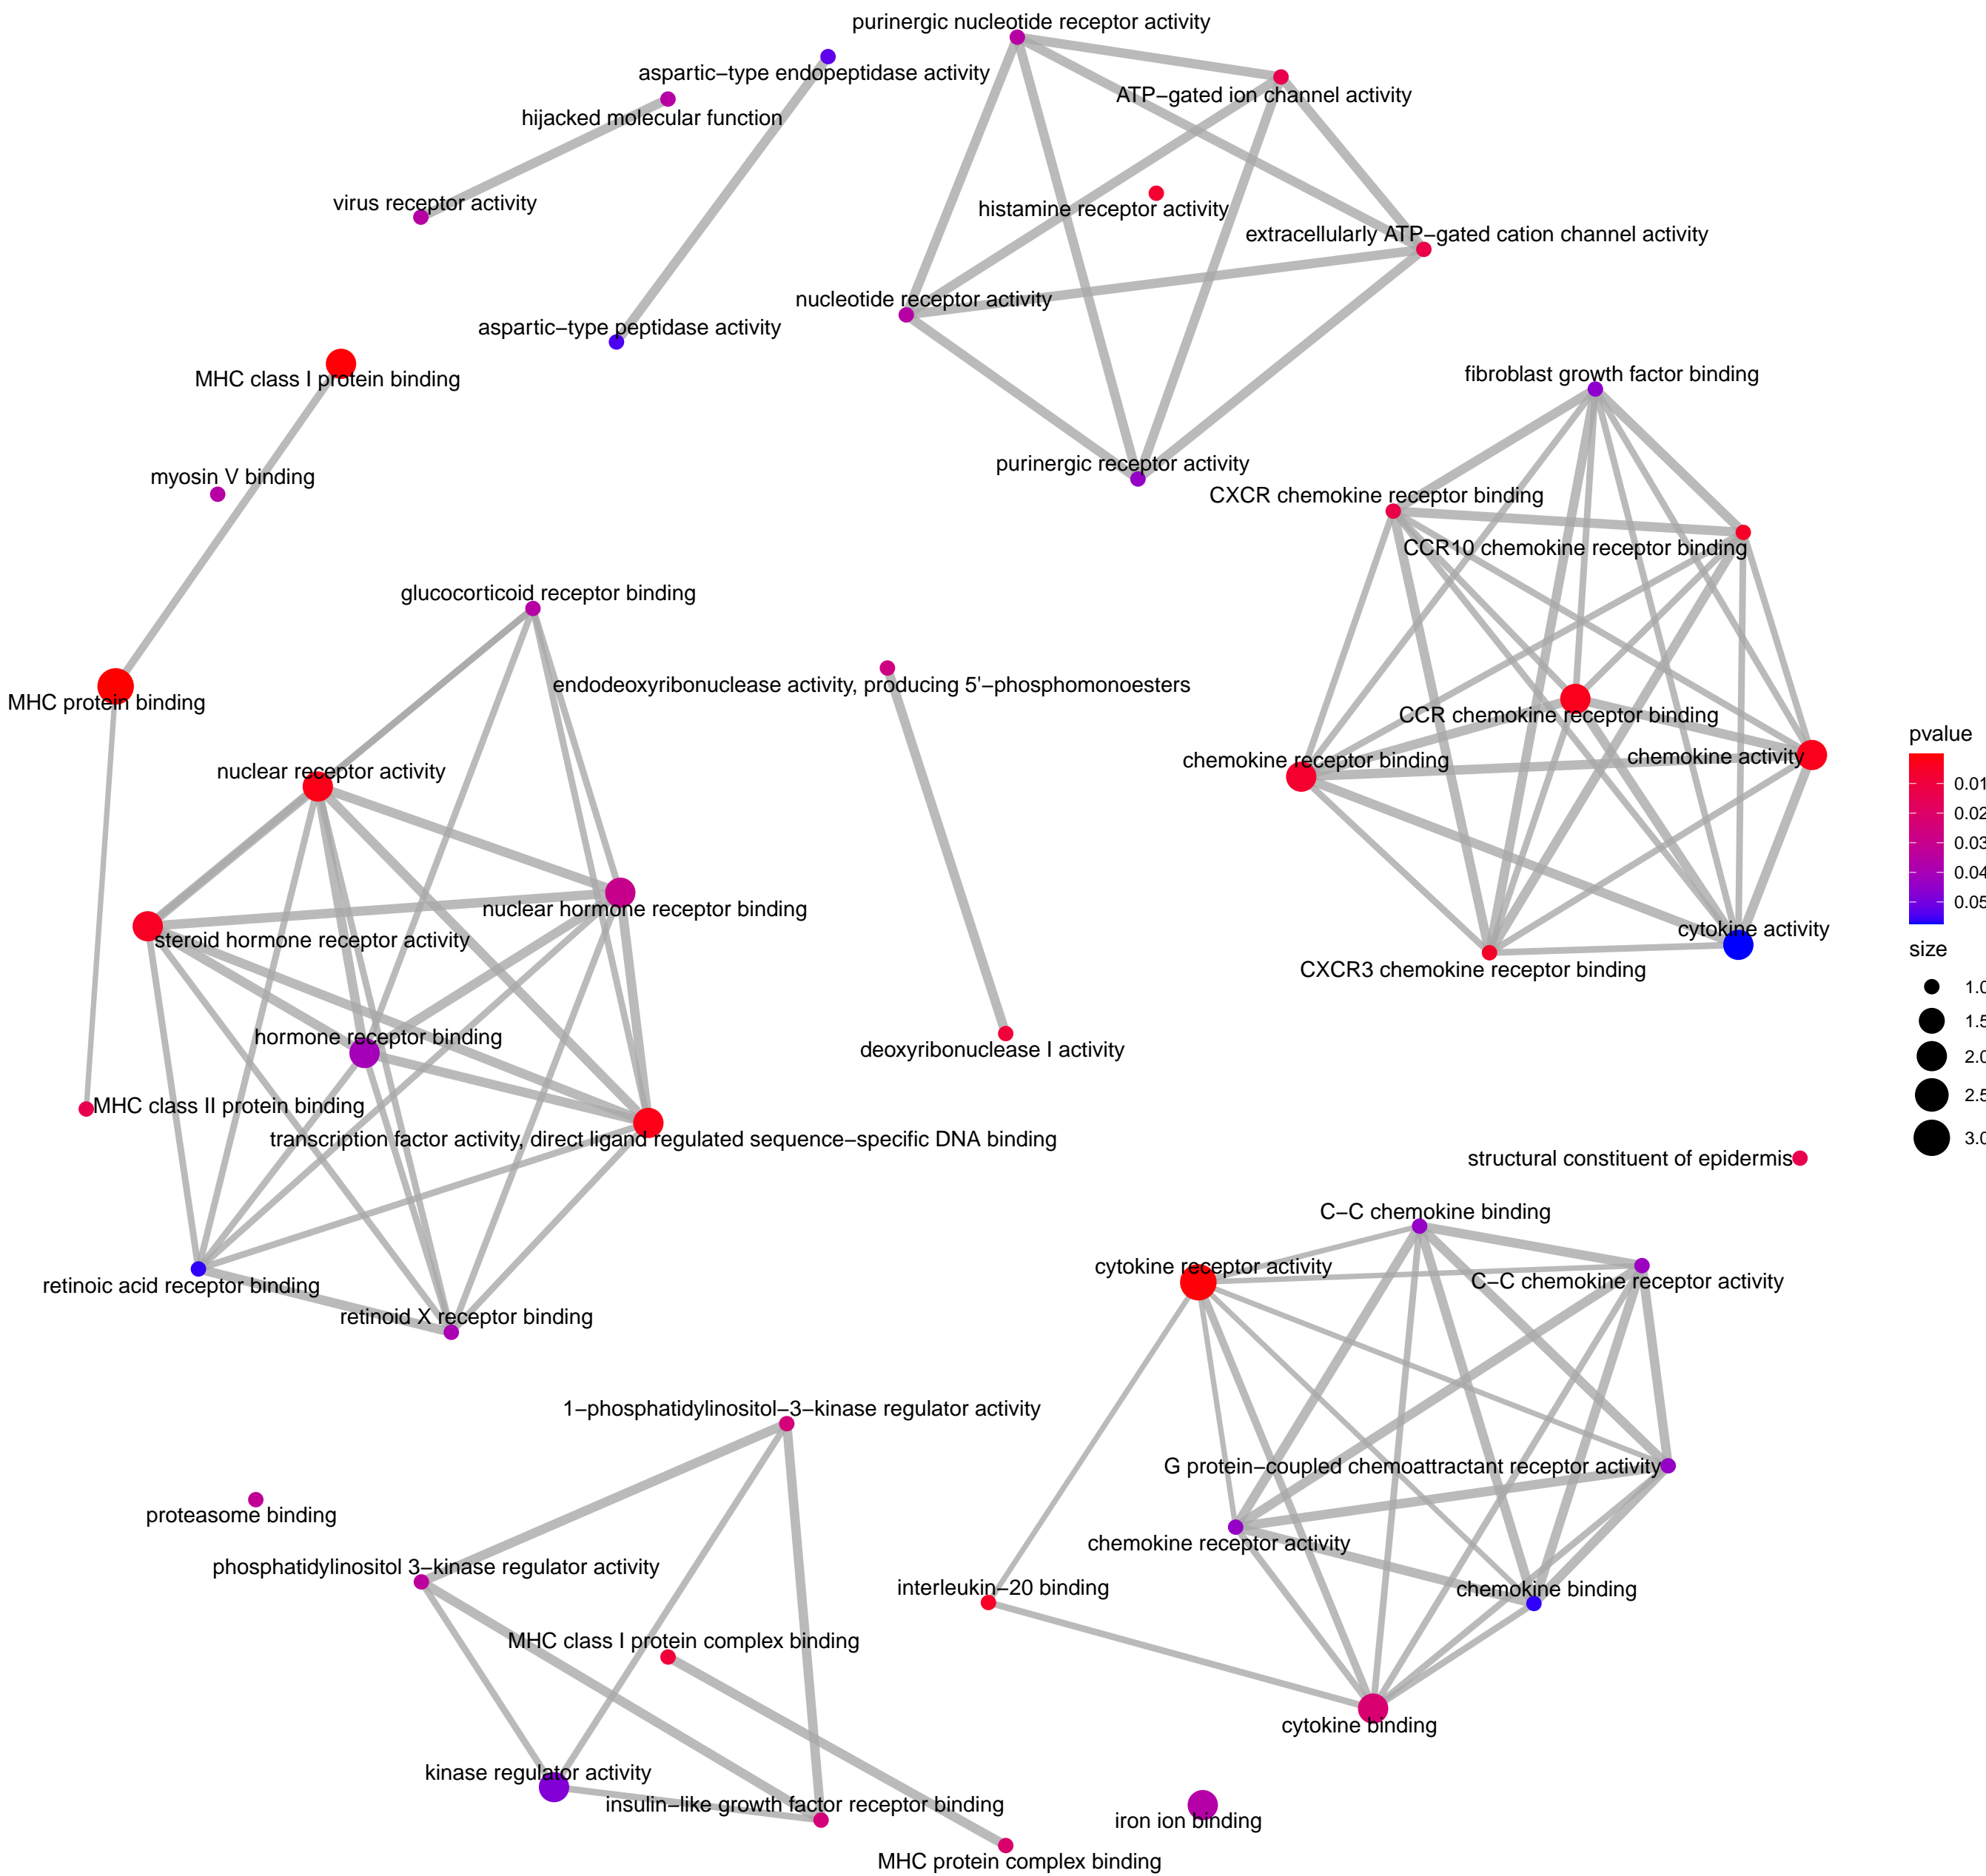 purinergic nucleotide receptor activity
aspartic−type endopeptidase activity
ATP−gated ion channel activity
hijacked molecular function
virus receptor activity
histamine receptor activity
extracellularly ATP−gated cation channel activity
nucleotide receptor activity
aspartic−type peptidase activity
MHC class I protein binding
fibroblast growth factor binding
purinergic receptor activity
myosin V binding
CXCR chemokine receptor binding
CCR10 chemokine receptor binding
glucocorticoid receptor binding
endodeoxyribonuclease activity, producing 5'−phosphomonoesters
MHC protein binding
CCR chemokine receptor binding
chemokine receptor binding
chemokine activity
nuclear receptor activity
nuclear hormone receptor binding
steroid hormone receptor activity
cytokine activity
CXCR3 chemokine receptor binding
hormone receptor binding
deoxyribonuclease I activity
MHC class II protein binding
transcription factor activity, direct ligand regulated sequence−specific DNA binding
structural constituent of epidermis
C−C chemokine binding
cytokine receptor activity
C−C chemokine receptor activity
retinoic acid receptor binding
retinoid X receptor binding
1−phosphatidylinositol−3−kinase regulator activity
G protein−coupled chemoattractant receptor activity
proteasome binding
chemokine receptor activity
phosphatidylinositol 3−kinase regulator activity
interleukin−20 binding
chemokine binding
MHC class I protein complex binding
cytokine binding
kinase regulator activity
insulin−like growth factor receptor binding
iron ion binding
MHC protein complex binding
pvalue
0.01
0.02
0.03
0.04
0.05
size
1.0
1.5
2.0
2.5
3.0